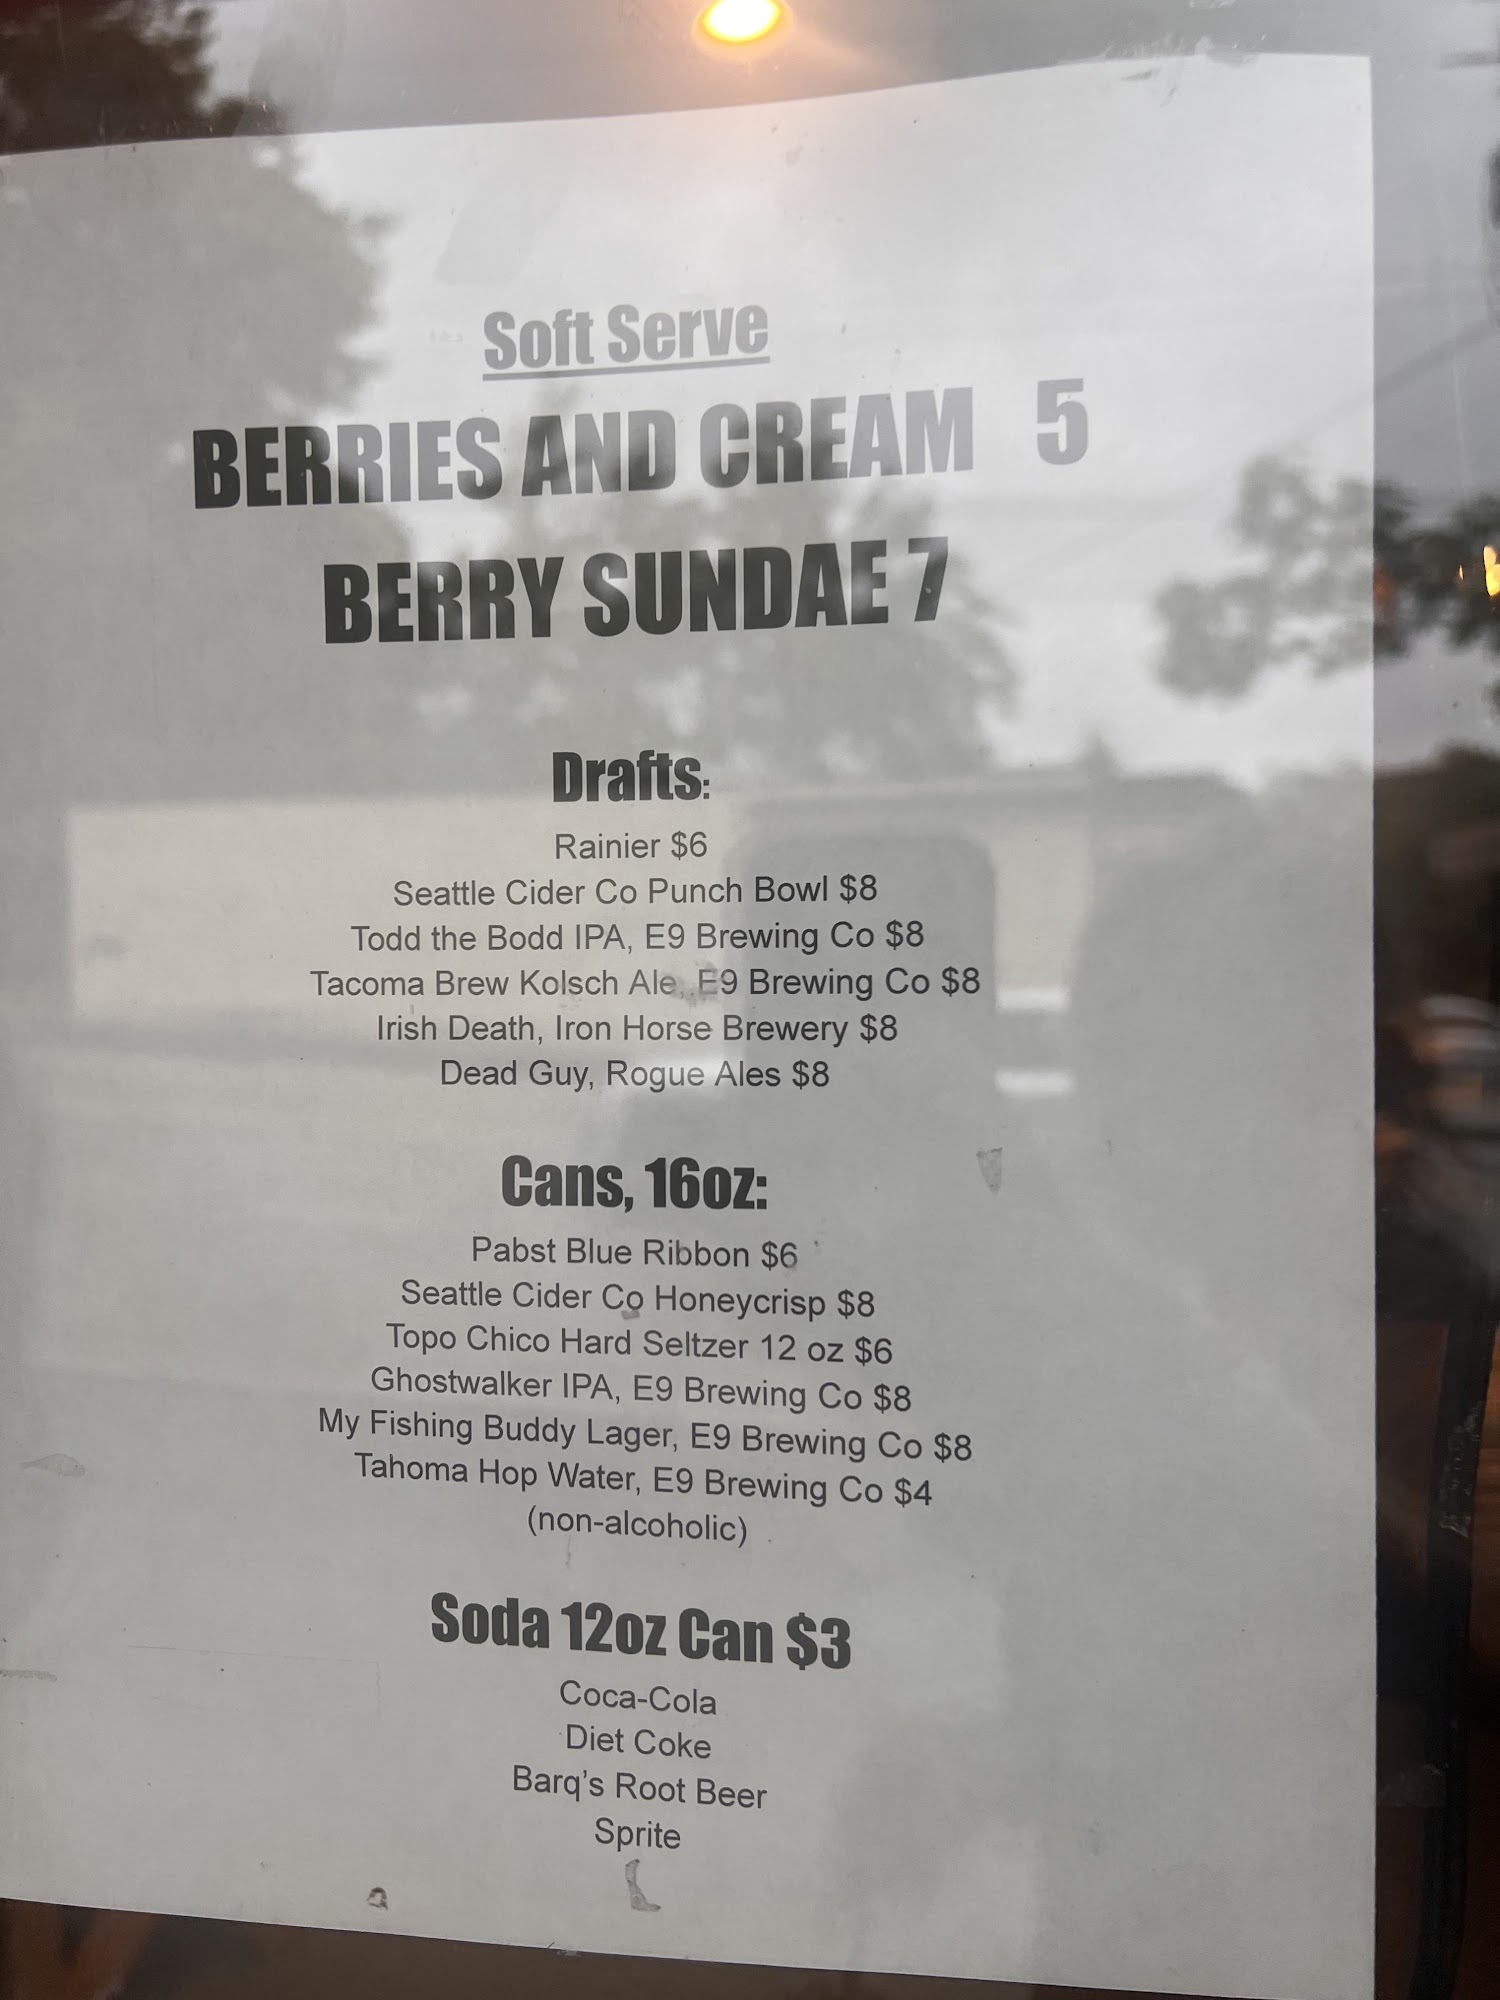 Soft Serve
BERRIES AND CREAM 5
BERRY SUNDAE 7
Drafts:
Rainier $6
Seattle Cider Co Punch Bowl $8
Todd the Bodd IPA, E9 Brewing Co $8
Tacoma Brew Kolsch Ale, E9 Brewing Co $8
Irish Death, Iron Horse Brewery $8
Dead Guy, Rogue Ales $8
Cans, 16oz:
Pabst Blue Ribbon $6
Seattle Cider Co Honeycrisp $8
Topo Chico Hard Seltzer 12 oz $6
Ghostwalker IPA, E9 Brewing Co $8
My Fishing Buddy Lager, E9 Brewing Co $8
Tahoma Hop Water, E9 Brewing Co $4
(non-alcoholic)
Soda 12oz Can $3
Coca-Cola
Diet Coke
Barq's Root Beer
Sprite